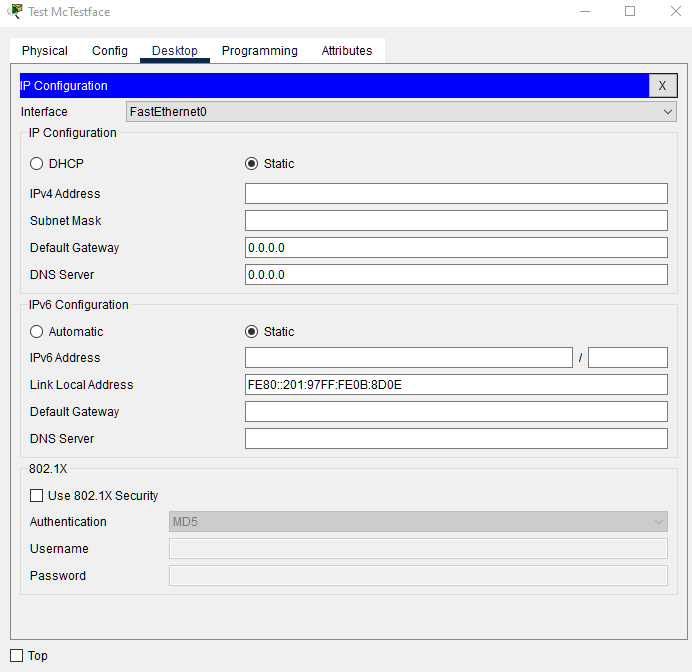 Test McTestface
Physical Config Desktop Programming Attributes
IP Configuration X
Interface FastEthernet0
IP Configuration
DHCP Static
IPv4 Address
Subnet Mask
Default Gateway 0.0.0.0
DNS Server 0.0.0.0
IPv6 Configuration
Automatic Static
IPv6 Address /
Link Local Address FE80::201:97FF:FE0B:8D0E
Default Gateway
DNS Server
802.1X
Use 802.1X Security
Authentication MD5
Username
Password
Top